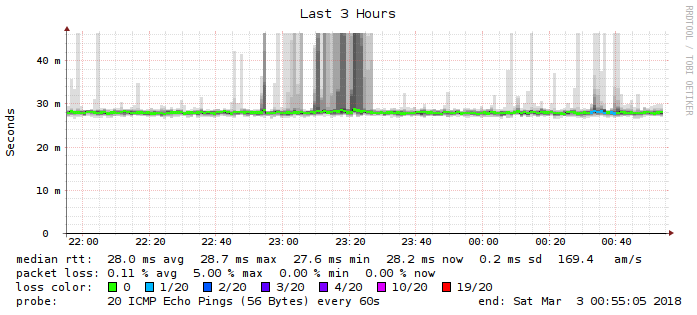 Last 3 Hours
RRDTOOL / TOBI OETIKER
Seconds
40 m
30 m
20 m
10 m
0
22:00 22:20 22:40 23:00 23:20 23:40 00:00 00:20 00:40
median rtt: 28.0 ms avg 28.7 ms max 27.6 ms min 28.2 ms now 0.2 ms sd 169.4 am/s
packet loss: 0.11 % avg 5.00 % max 0.00 % min 0.00 % now
loss color: 0 1/20 2/20 3/20 4/20 10/20 19/20
probe: 20 ICMP Echo Pings (56 Bytes) every 60s end: Sat Mar 3 00:55:05 2018